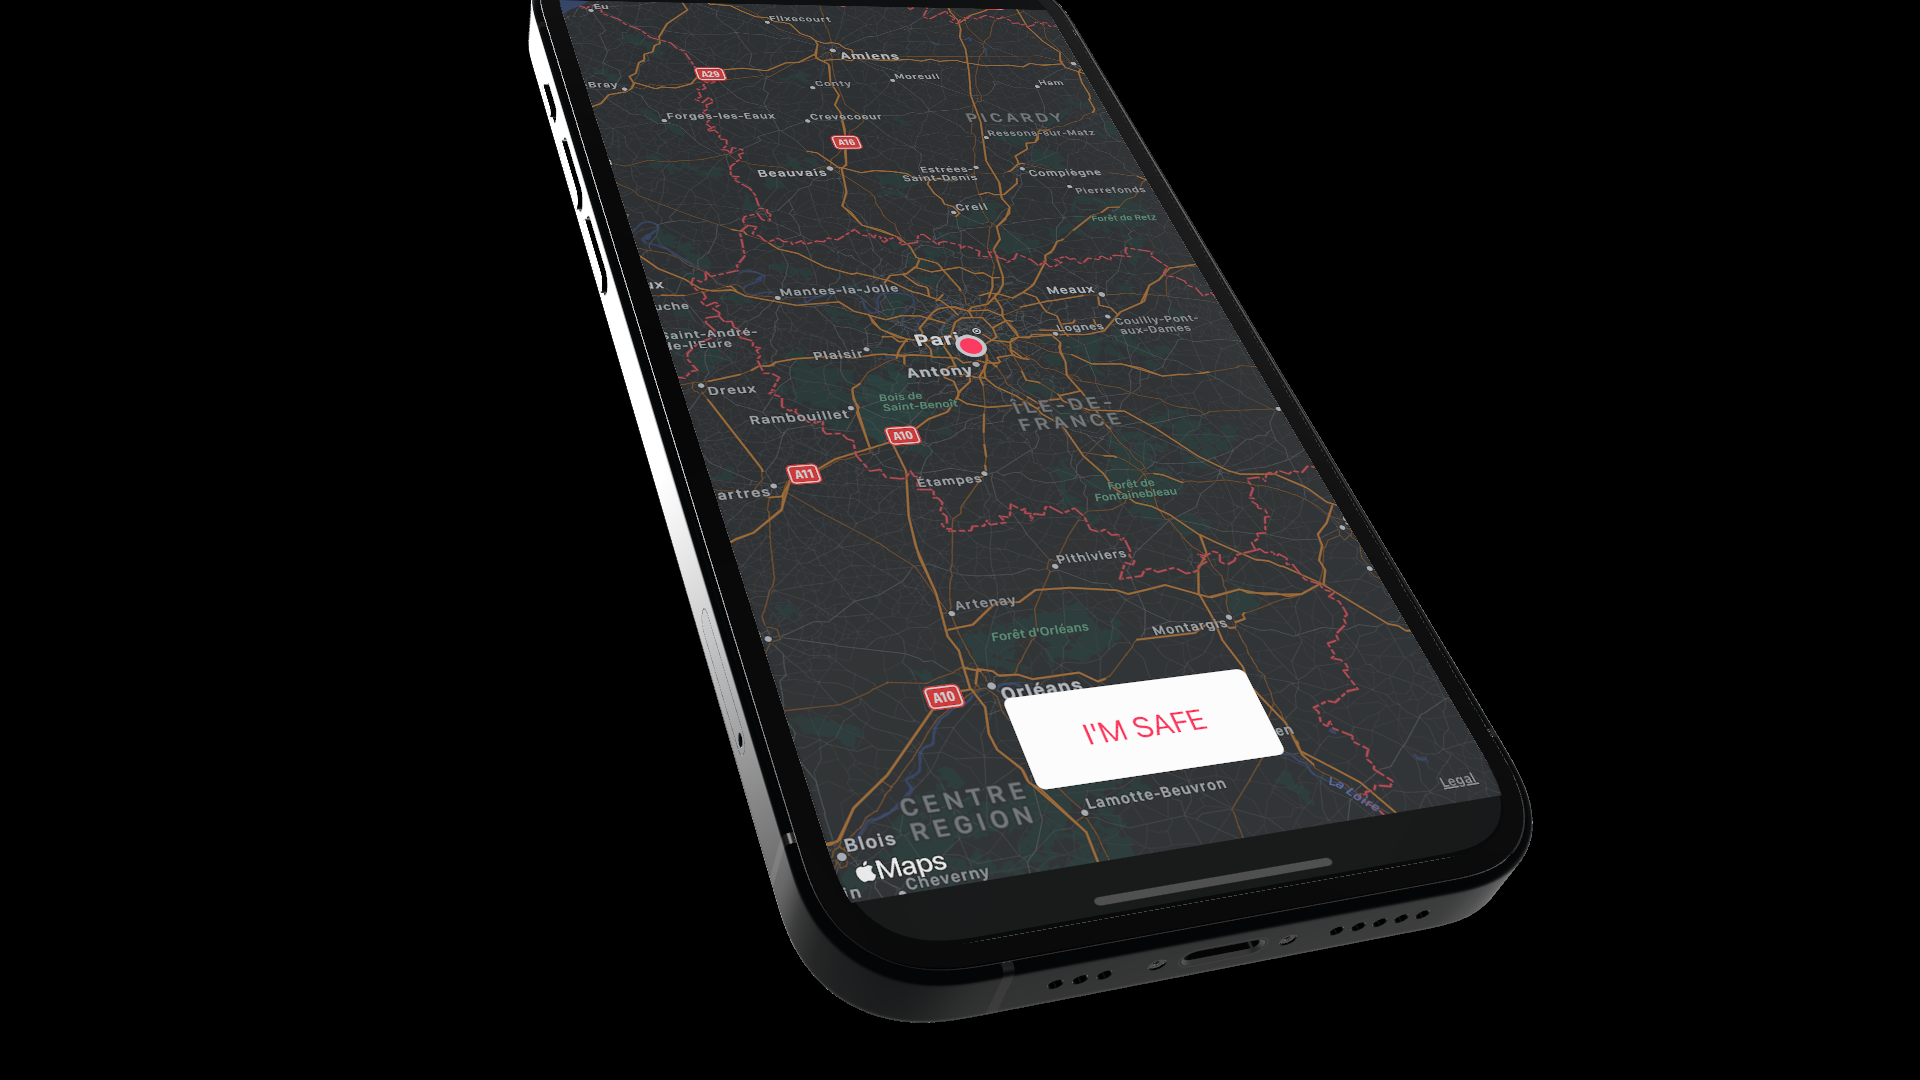 Eu
Flixecourt
Amiens
A29
Bray
Conty
Moreuil
Ham
Forges-les-Eaux
Crevecoeur
PICARDY
Ressons-sur-Matz
A16
Beauvais
Estrées-
Saint-Denis
Compiègne
Pierrefonds
Creil
Forêt de Retz
ux
Mantes-la-Jolie
Meaux
uche
Saint-André-
de-l'Eure
Pari
Lognes
Couilly-Pont-
aux-Dames
Plaisir
Antony
Dreux
Bois de
Saint-Benoît
ÎLE-DE-
FRANCE
Rambouillet
A10
A11
artres
Étampes
Forêt de
Fontainebleau
Pithiviers
Artenay
Forêt d'Orléans
Montargis
A10
Orléans
I'M SAFE
en
La Loire
Legal
CENTRE
REGION
Lamotte-Beuvron
Blois
Maps
Cheverny
in